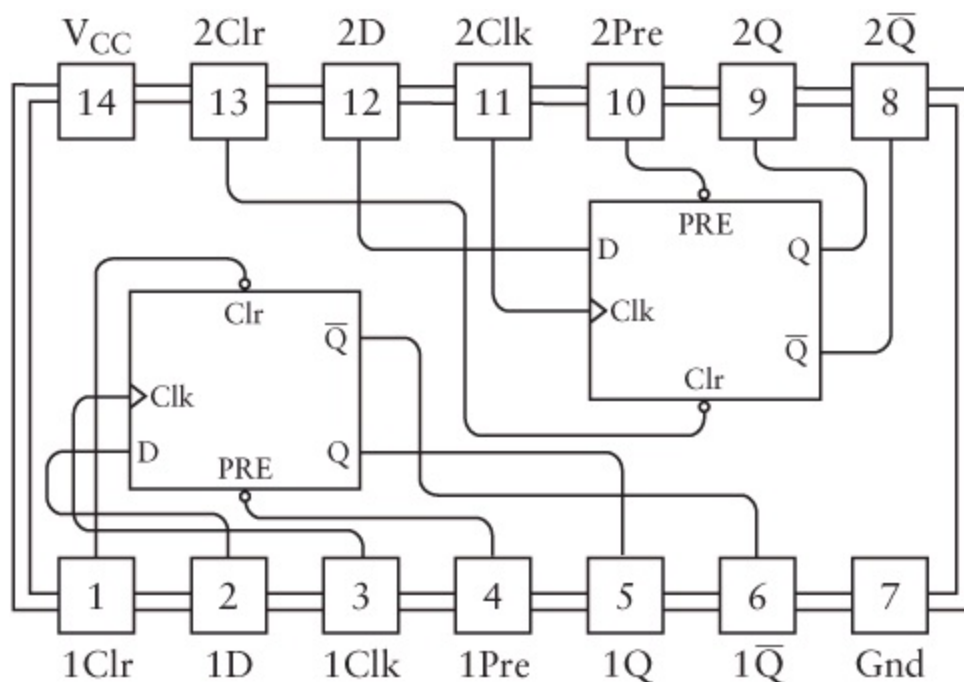 V_CC 2Clr 2D 2Clk 2Pre 2Q 2Q̅
14 13 12 11 10 9 8
PRE
D Q
Clk
Q̅
Clr
Clr
Q̅
Clk
D Q
PRE
1 2 3 4 5 6 7
1Clr 1D 1Clk 1Pre 1Q 1Q̅ Gnd